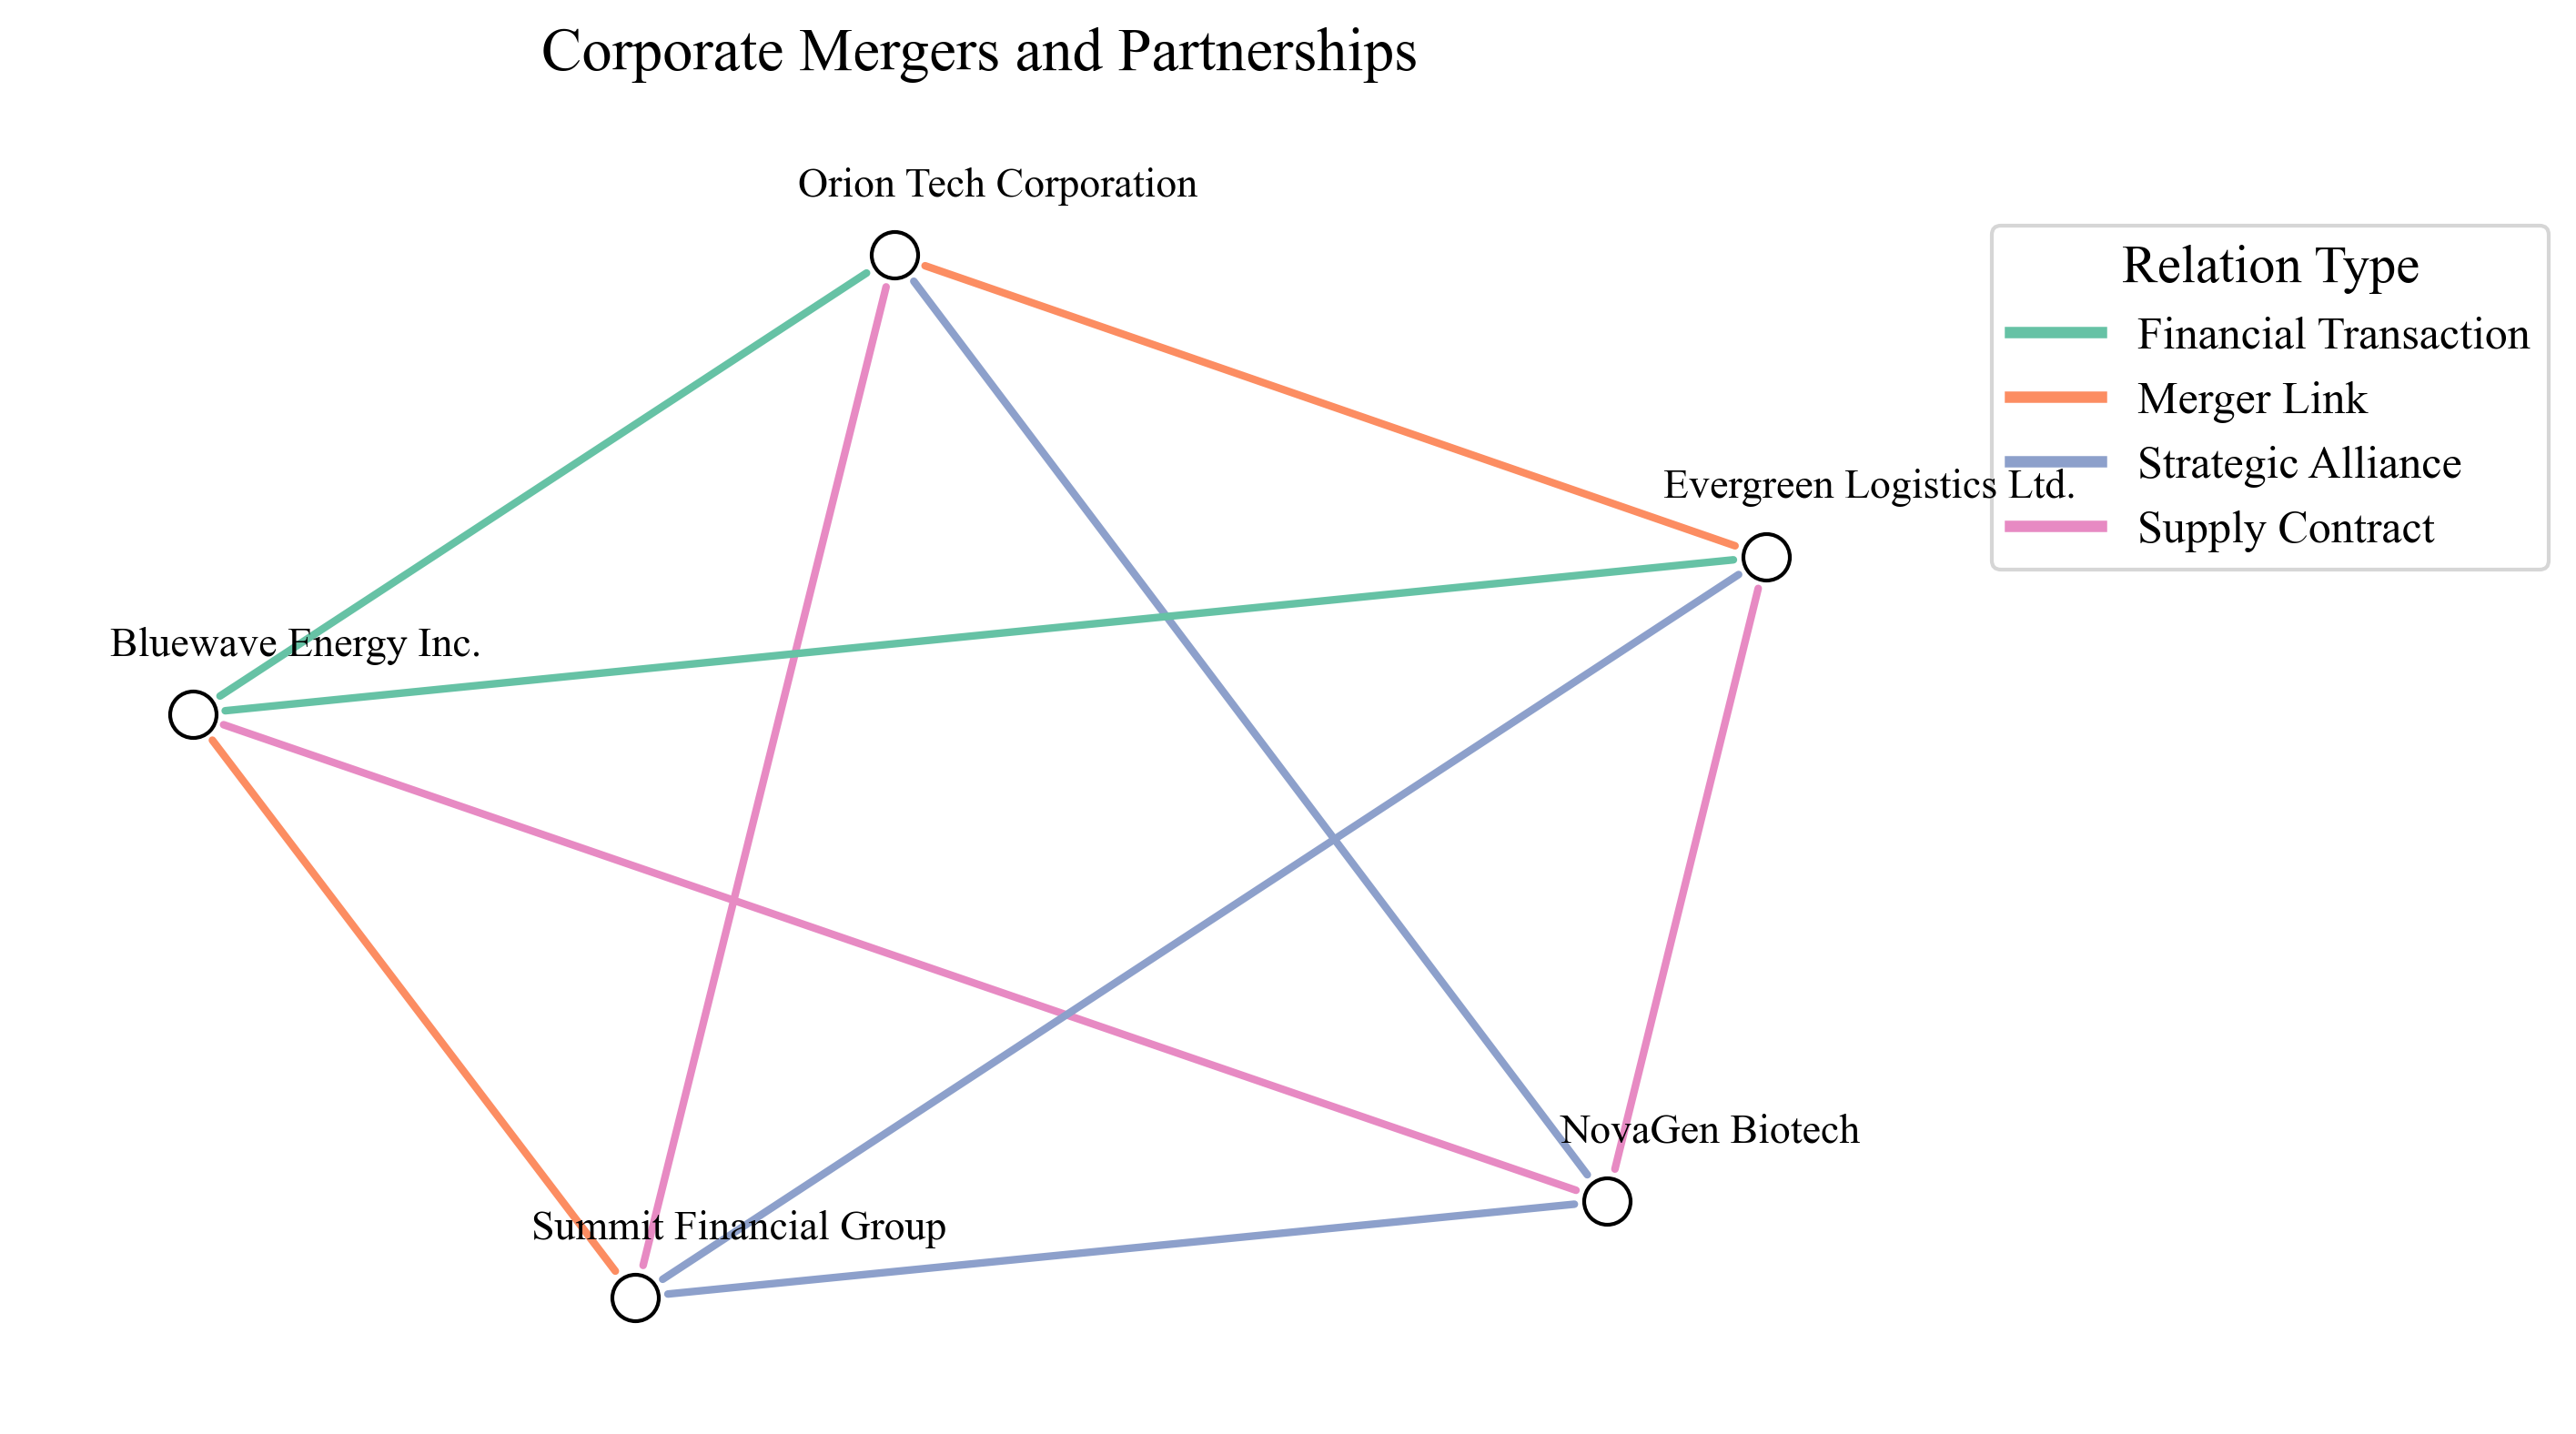 Corporate Mergers and Partnerships
Orion Tech Corporation
Relation Type
Financial Transaction
Merger Link
Strategic Alliance
Supply Contract
Evergreen Logistics Ltd.
Bluewave Energy Inc.
NovaGen Biotech
Summit Financial Group